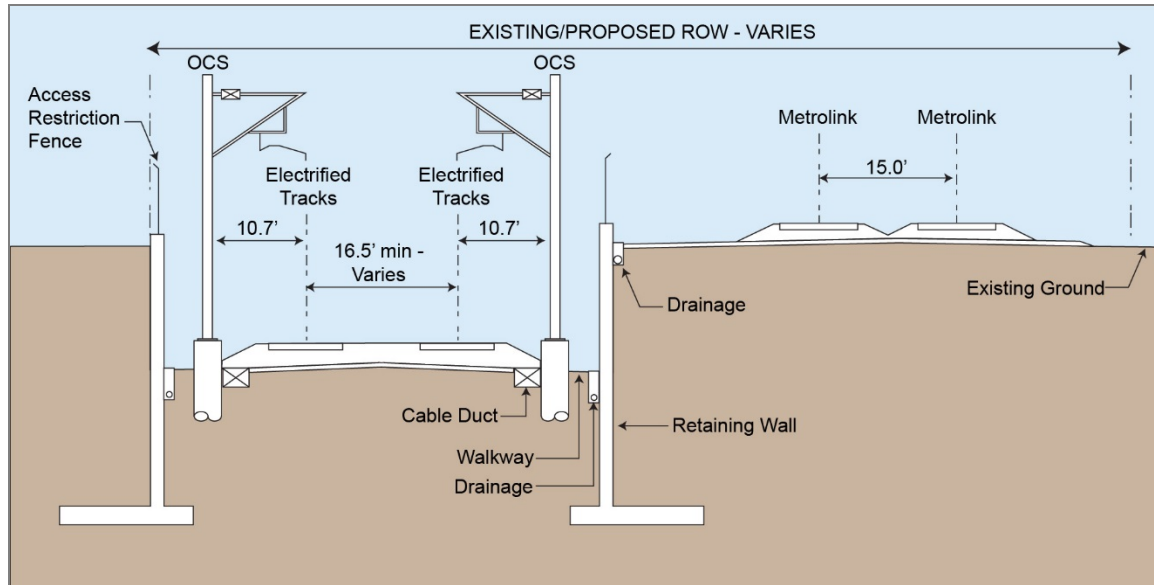 EXISTING/PROPOSED ROW - VARIES
OCS
OCS
Access
Restriction
Fence
Metrolink
Metrolink
15.0'
Electrified
Tracks
Electrified
Tracks
10.7'
10.7'
16.5' min -
Varies
Drainage
Existing Ground
Cable Duct
Retaining Wall
Walkway
Drainage